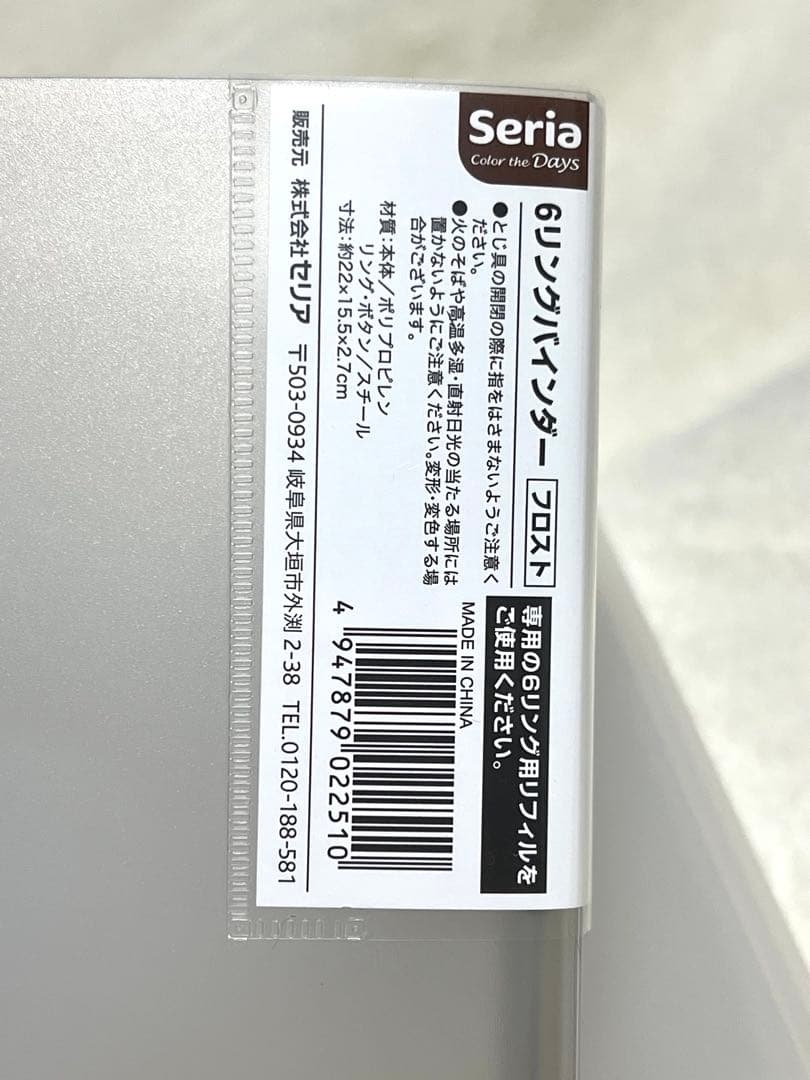 Seria
Color the Days
6リングバインダー フロスト
●とじ具の開閉の際に指をはさまないようご注意く
ださい。
●火のそばや高温多湿・直射日光の当たる場所には
置かないようにご注意ください。変形・変色する場
合がございます。
材質:本体/ポリプロピレン
リング・ボタン/スチール
寸法:約22×15.5×2.7cm
専用の6リング用リフィルを
ご使用ください。
MADE IN CHINA
4 947879 022510
販売元 株式会社セリア 〒503-0934 岐阜県大垣市外渕 2-38 TEL.0120-188-581